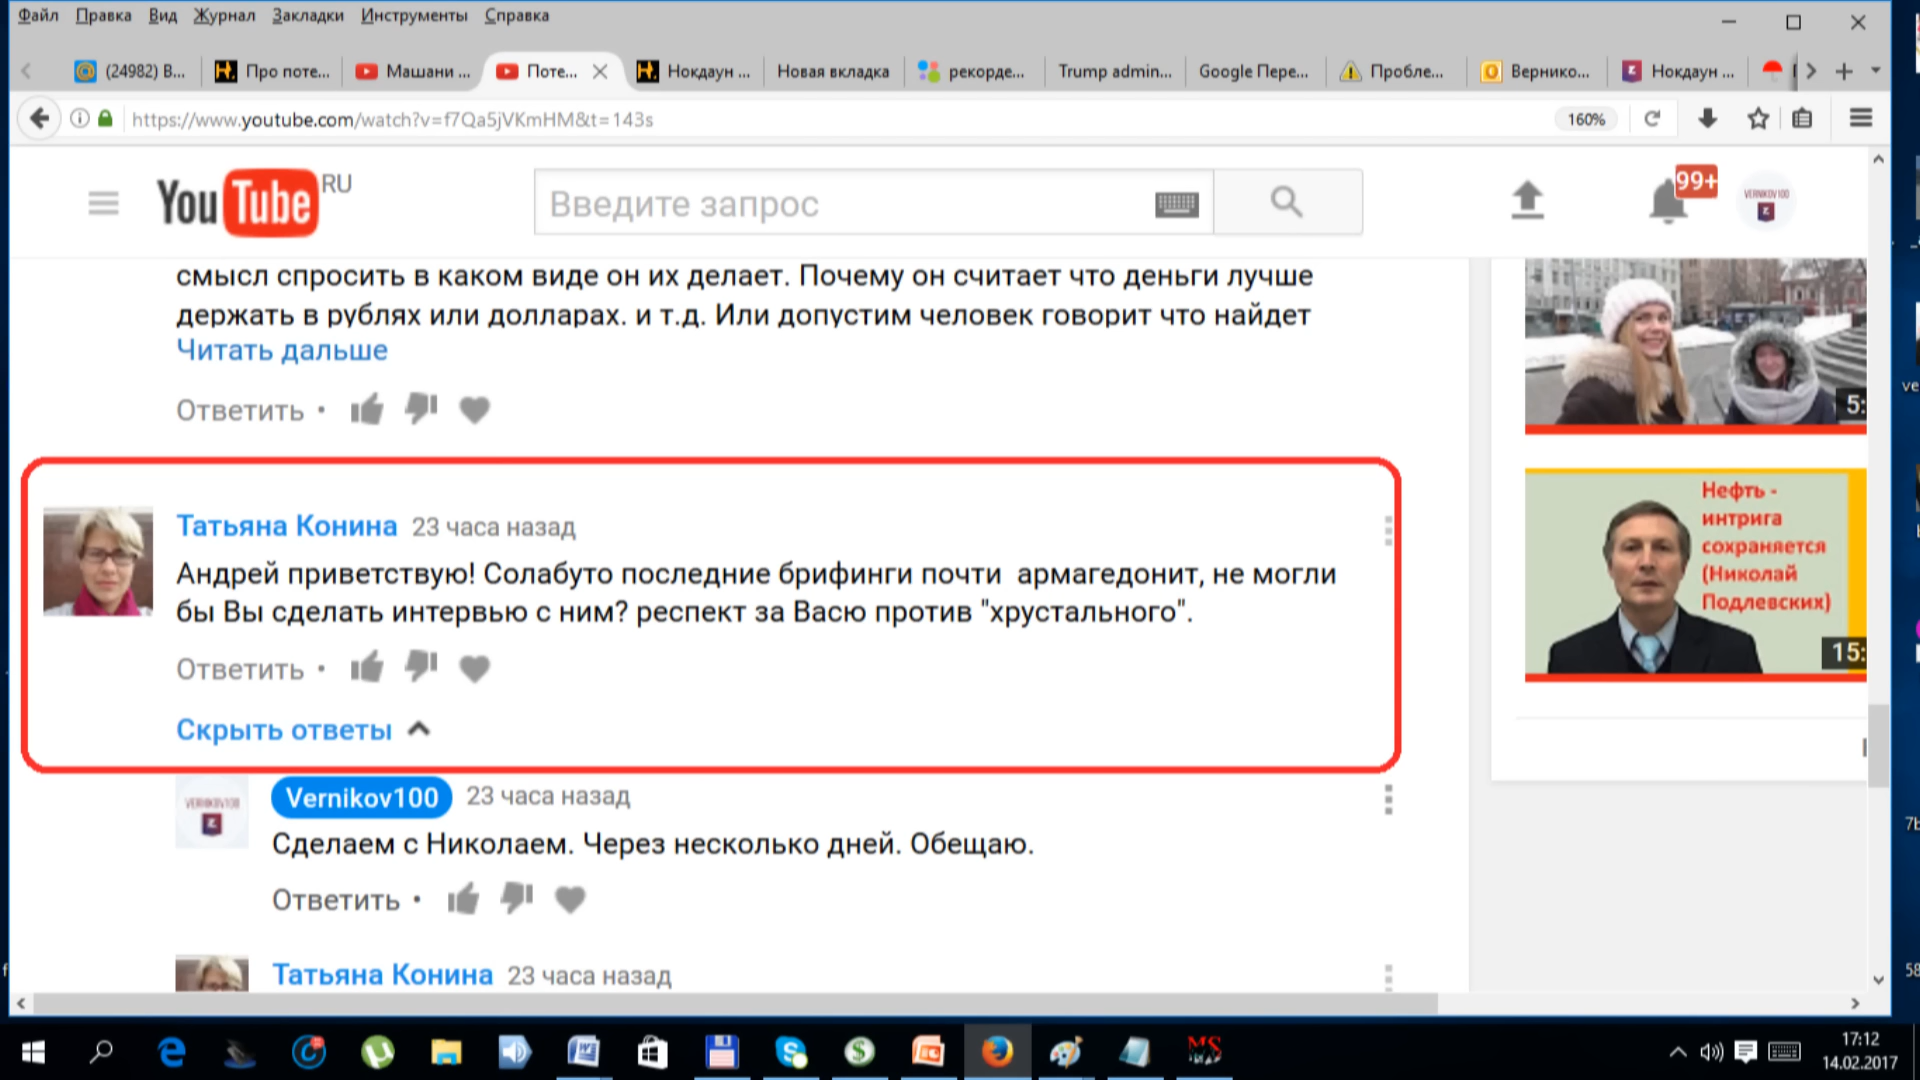 Файл Правка Вид Журнал Закладки Инструменты Справка
(24982) В... Про поте... Машани ... Поте... Нокдаун ... Новая вкладка рекорде... Trump admin... Google Пере... Пробле... Вернико... Нокдаун ...
https://www.youtube.com/watch?v=f7Qa5jVKmHM&t=143s 160%
YouTube RU
Введите запрос
99+
VERNIKOV100
смысл спросить в каком виде он их делает. Почему он считает что деньги лучше
держать в рублях или долларах. и т.д. Или допустим человек говорит что найдет
Читать дальше
Ответить •
5:
Татьяна Конина 23 часа назад
Андрей приветствую! Солабуто последние брифинги почти  армагедонит, не могли
бы Вы сделать интервью с ним? респект за Васю против "хрустального".
Ответить •
Скрыть ответы
Нефть -
интрига
сохраняется
(Николай
Подлевских)
15:
VERNIKOV100
Vernikov100 23 часа назад
Сделаем с Николаем. Через несколько дней. Обещаю.
Ответить •
Татьяна Конина 23 часа назад
ve
7b
58
17:12
14.02.2017